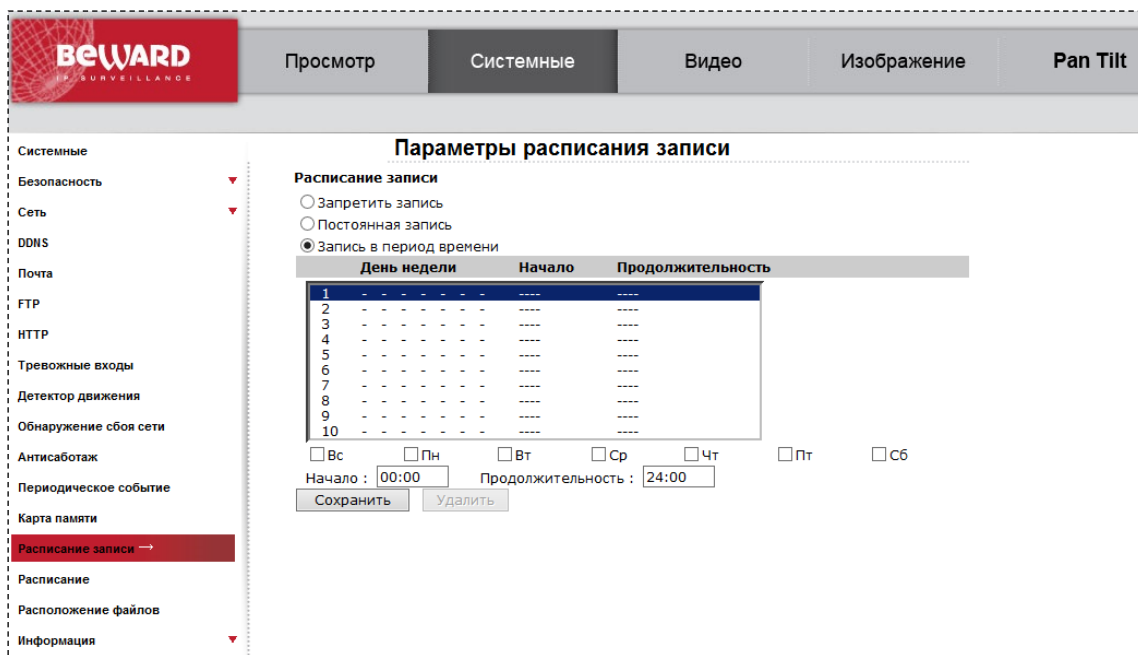 BEWARD
IP SURVEILLANCE
Просмотр Системные Видео Изображение Pan Tilt
Системные
Безопасность
Сеть
DDNS
Почта
FTP
HTTP
Тревожные входы
Детектор движения
Обнаружение сбоя сети
Антисаботаж
Периодическое событие
Карта памяти
Расписание записи →
Расписание
Расположение файлов
Информация
Параметры расписания записи
Расписание записи
Запретить запись
Постоянная запись
Запись в период времени
День недели Начало Продолжительность
1 - - - - - - - ---- ----
2 - - - - - - - ---- ----
3 - - - - - - - ---- ----
4 - - - - - - - ---- ----
5 - - - - - - - ---- ----
6 - - - - - - - ---- ----
7 - - - - - - - ---- ----
8 - - - - - - - ---- ----
9 - - - - - - - ---- ----
10 - - - - - - - ---- ----
Вс Пн Вт Ср Чт Пт Сб
Начало : 00:00 Продолжительность : 24:00
Сохранить Удалить